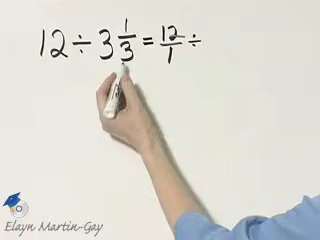 12 ÷ 3 1/3 = 12/1 ÷
Elayn Martin-Gay